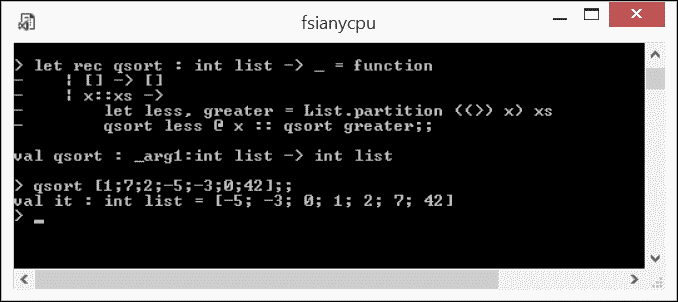 fsianycpu
> let rec qsort : int list -> _ = function
-     | [] -> []
-     | x::xs ->
-         let less, greater = List.partition ((>) x) xs
-         qsort less @ x :: qsort greater;;
val qsort : _arg1:int list -> int list
> qsort [1;7;2;-5;-3;0;42];;
val it : int list = [-5; -3; 0; 1; 2; 7; 42]
> _